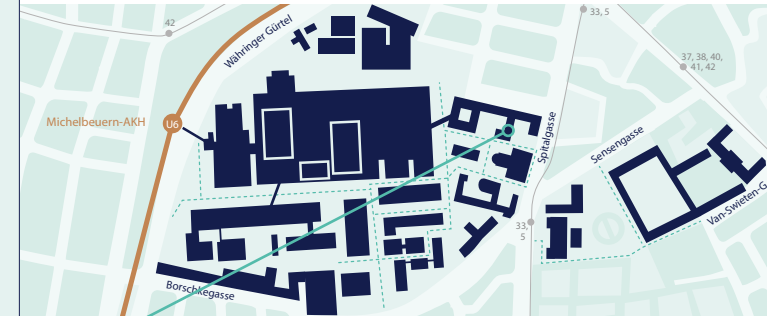 42
Währinger Gürtel
33, 5
37, 38, 40,
41, 42
Michelbeuern-AKH
U6
Spitalgasse
Sensengasse
Van-Swieten-G
33,
5
Borschkegasse